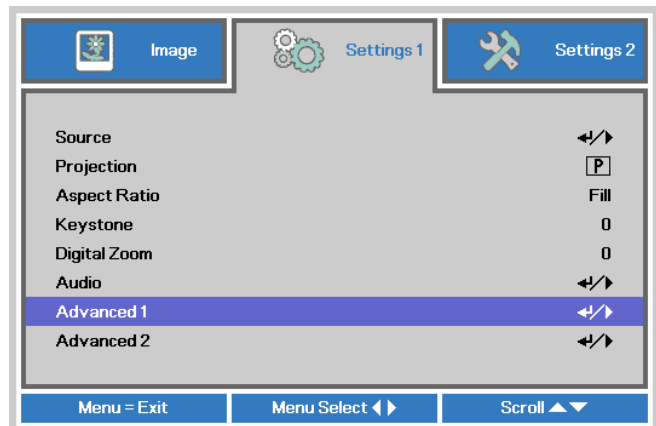 Image Settings 1 Settings 2
Source ↵/▶
Projection P
Aspect Ratio Fill
Keystone 0
Digital Zoom 0
Audio ↵/▶
Advanced 1 ↵/▶
Advanced 2 ↵/▶
Menu = Exit Menu Select ◀▶ Scroll ▲▼